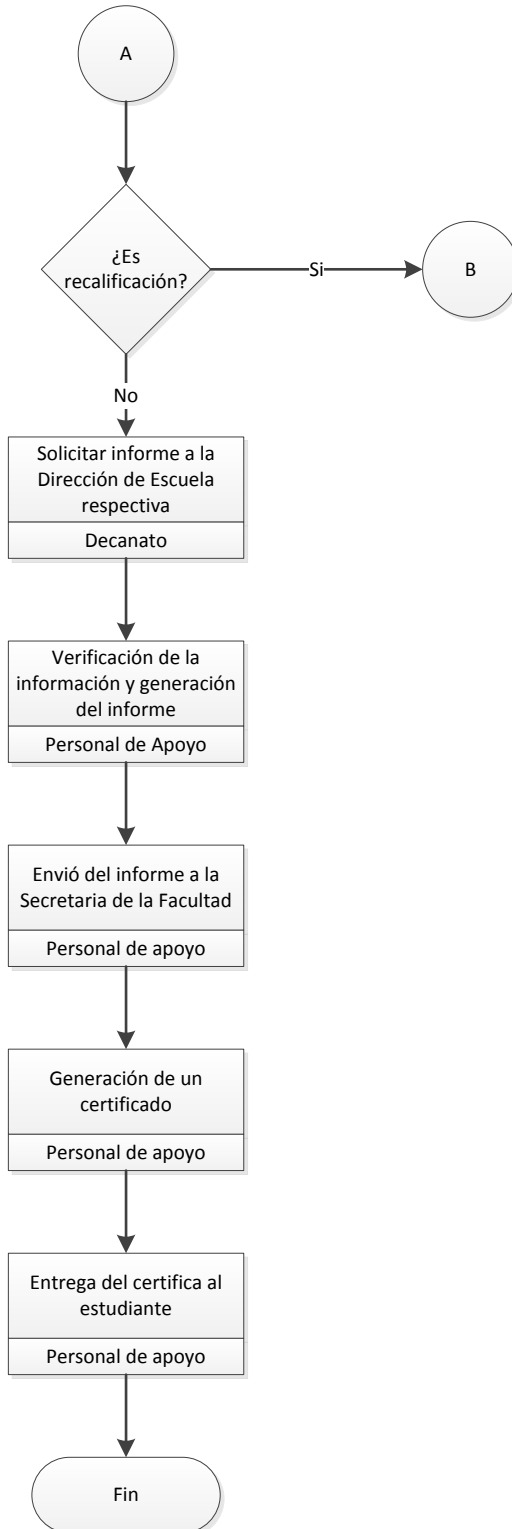 A
¿Es
recalificación?
Si
B
No
Solicitar informe a la
Dirección de Escuela
respectiva
Decanato
Verificación de la
información y generación
del informe
Personal de Apoyo
Envió del informe a la
Secretaria de la Facultad
Personal de apoyo
Generación de un
certificado
Personal de apoyo
Entrega del certifica al
estudiante
Personal de apoyo
Fin